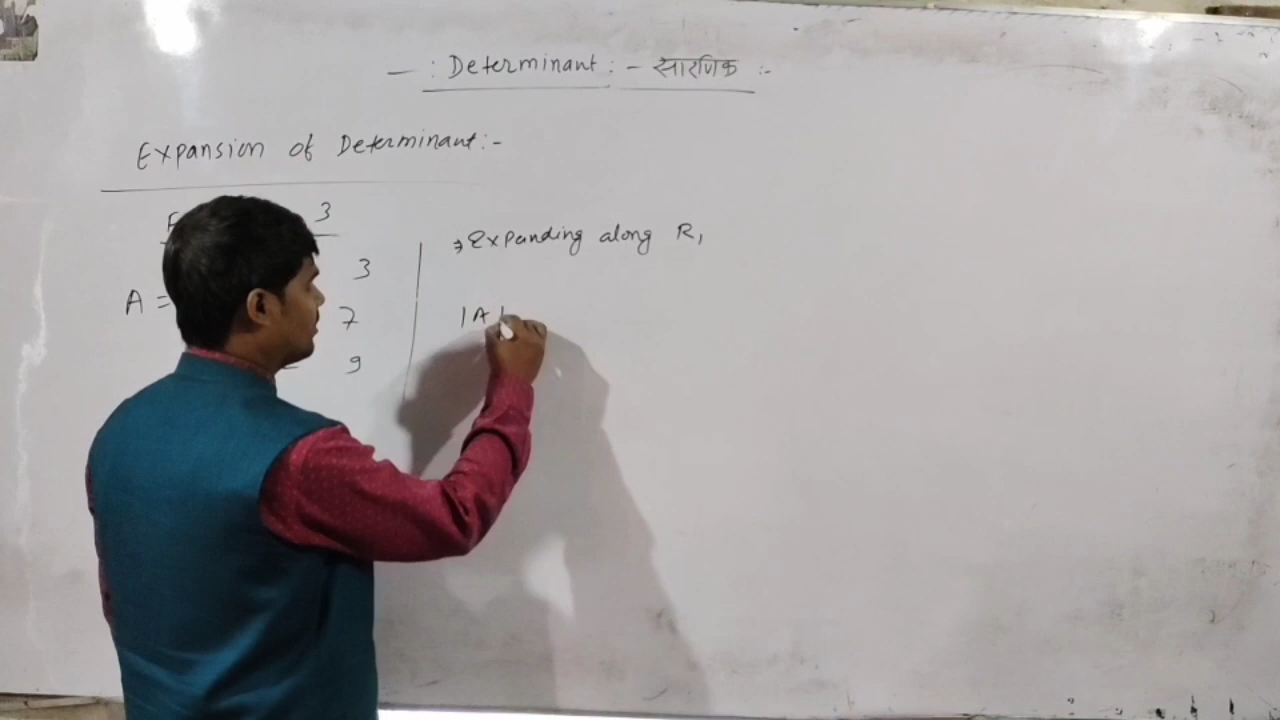 — : Determinant : - सारणिक :-
Expansion of Determinant :-
3
⇒ Expanding along R₁
3
A =
7
|A|
9